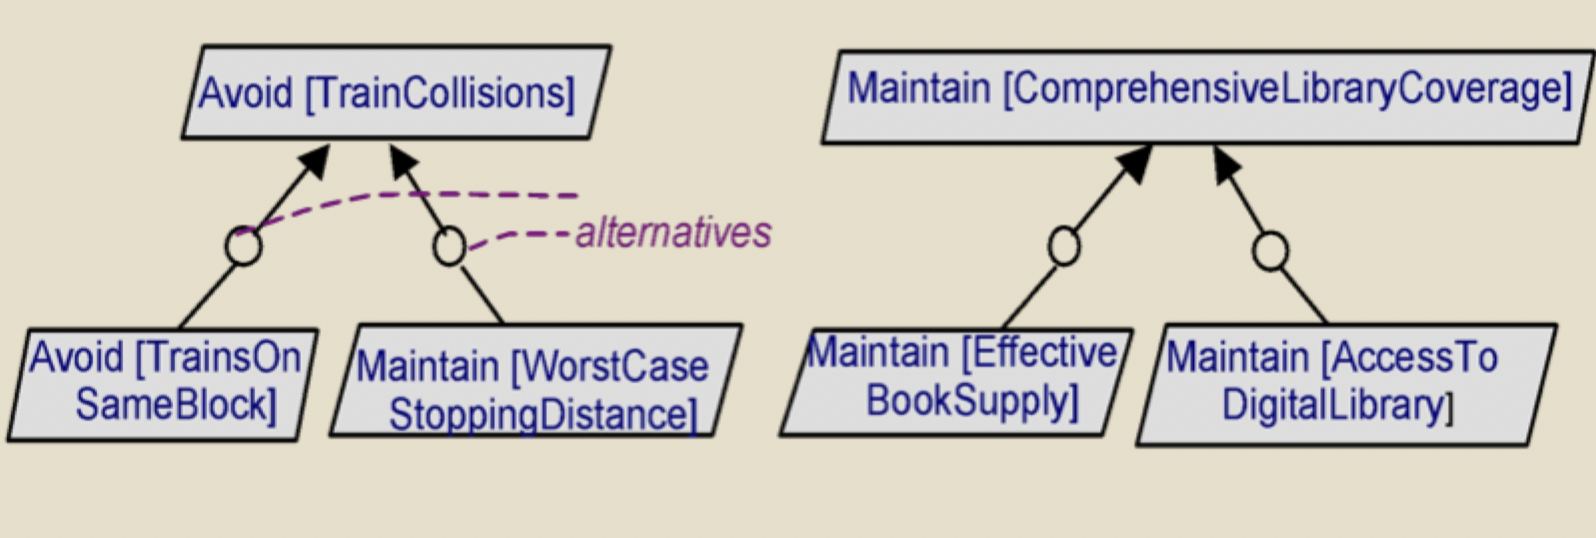 Avoid [TrainCollisions]
Maintain [ComprehensiveLibraryCoverage]
alternatives
Avoid [TrainsOn
SameBlock]
Maintain [WorstCase
StoppingDistance]
Maintain [Effective
BookSupply]
Maintain [AccessTo
DigitalLibrary]